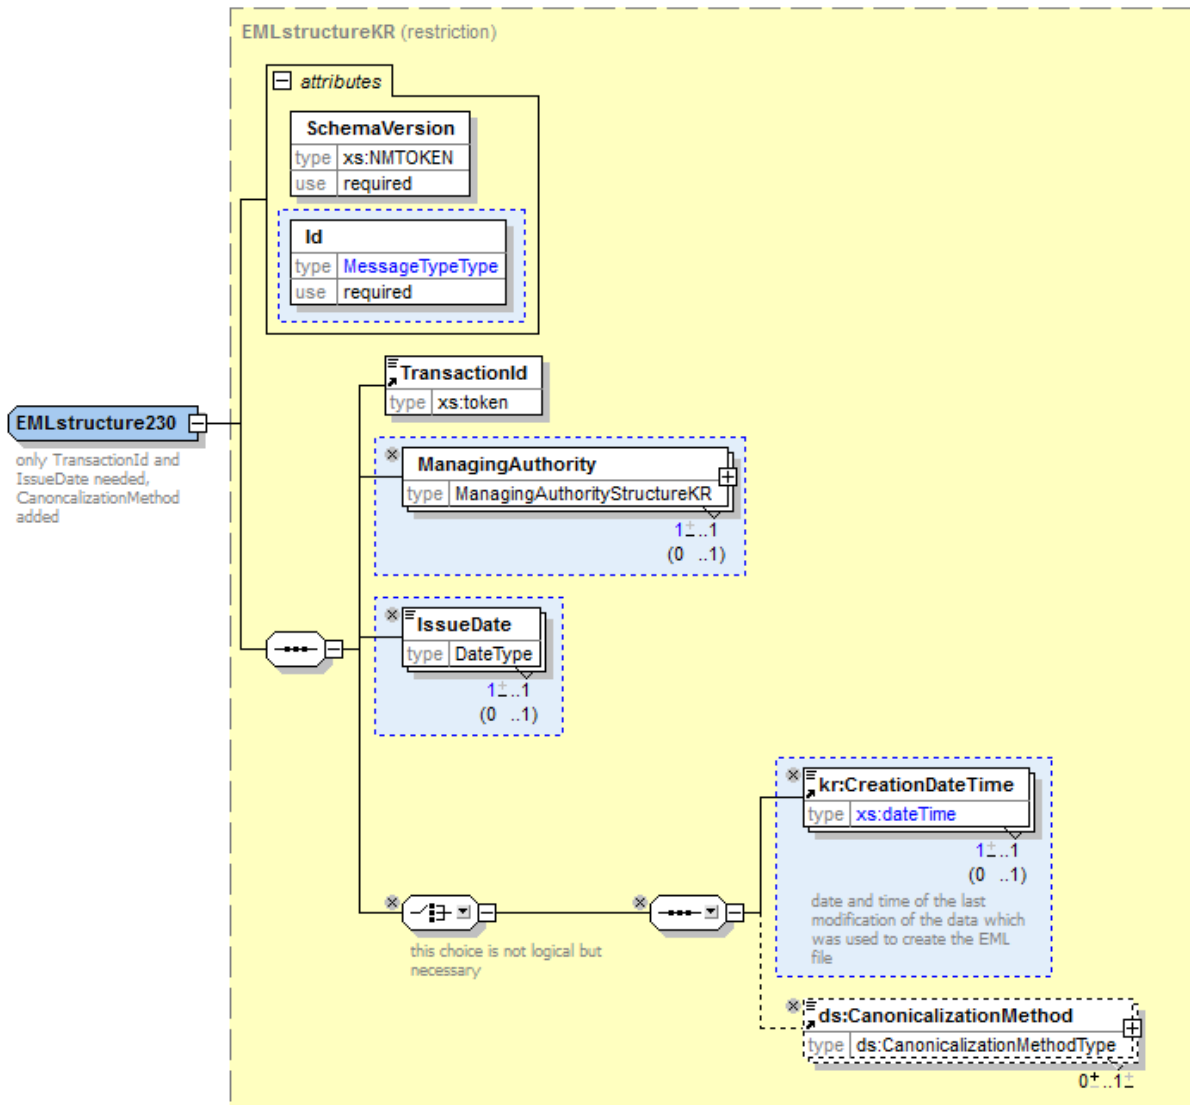 EMLstructureKR (restriction)
attributes
SchemaVersion
type xs:NMTOKEN
use required
Id
type MessageTypeType
use required
TransactionId
type xs:token
EMLstructure230
only TransactionId and
IssueDate needed,
CanoncalizationMethod
added
ManagingAuthority
type ManagingAuthorityStructureKR
1±..1
(0 ..1)
IssueDate
type DateType
1±..1
(0 ..1)
kr:CreationDateTime
type xs:dateTime
1±..1
(0 ..1)
date and time of the last
modification of the data which
was used to create the EML
file
this choice is not logical but
necessary
ds:CanonicalizationMethod
type ds:CanonicalizationMethodType
0±..1±